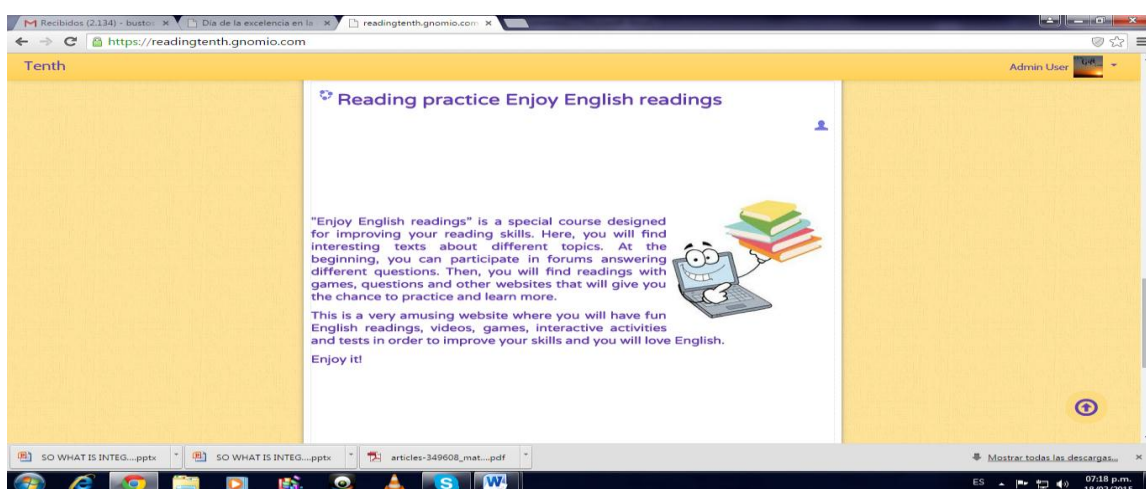 Recibidos (2.134) - busto
Día de la excelencia en la
readingtenth.gnomio.com
https://readingtenth.gnomio.com
Tenth
Admin User
Reading practice Enjoy English readings
"Enjoy English readings" is a special course designed
for improving your reading skills. Here, you will find
interesting texts about different topics. At the
beginning, you can participate in forums answering
different questions. Then, you will find readings with
games, questions and other websites that will give you
the chance to practice and learn more.
This is a very amusing website where you will have fun
English readings, videos, games, interactive activities
and tests in order to improve your skills and you will love English.
Enjoy it!
SO WHAT IS INTEG....pptx
SO WHAT IS INTEG....pptx
articles-349608_mat....pdf
Mostrar todas las descargas...
ES
07:18 p.m.